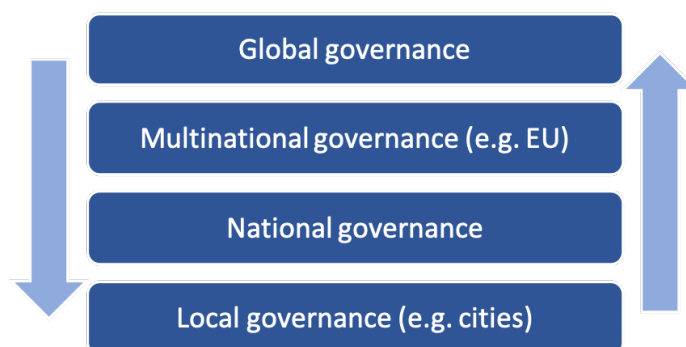 Global governance
Multinational governance (e.g. EU)
National governance
Local governance (e.g. cities)